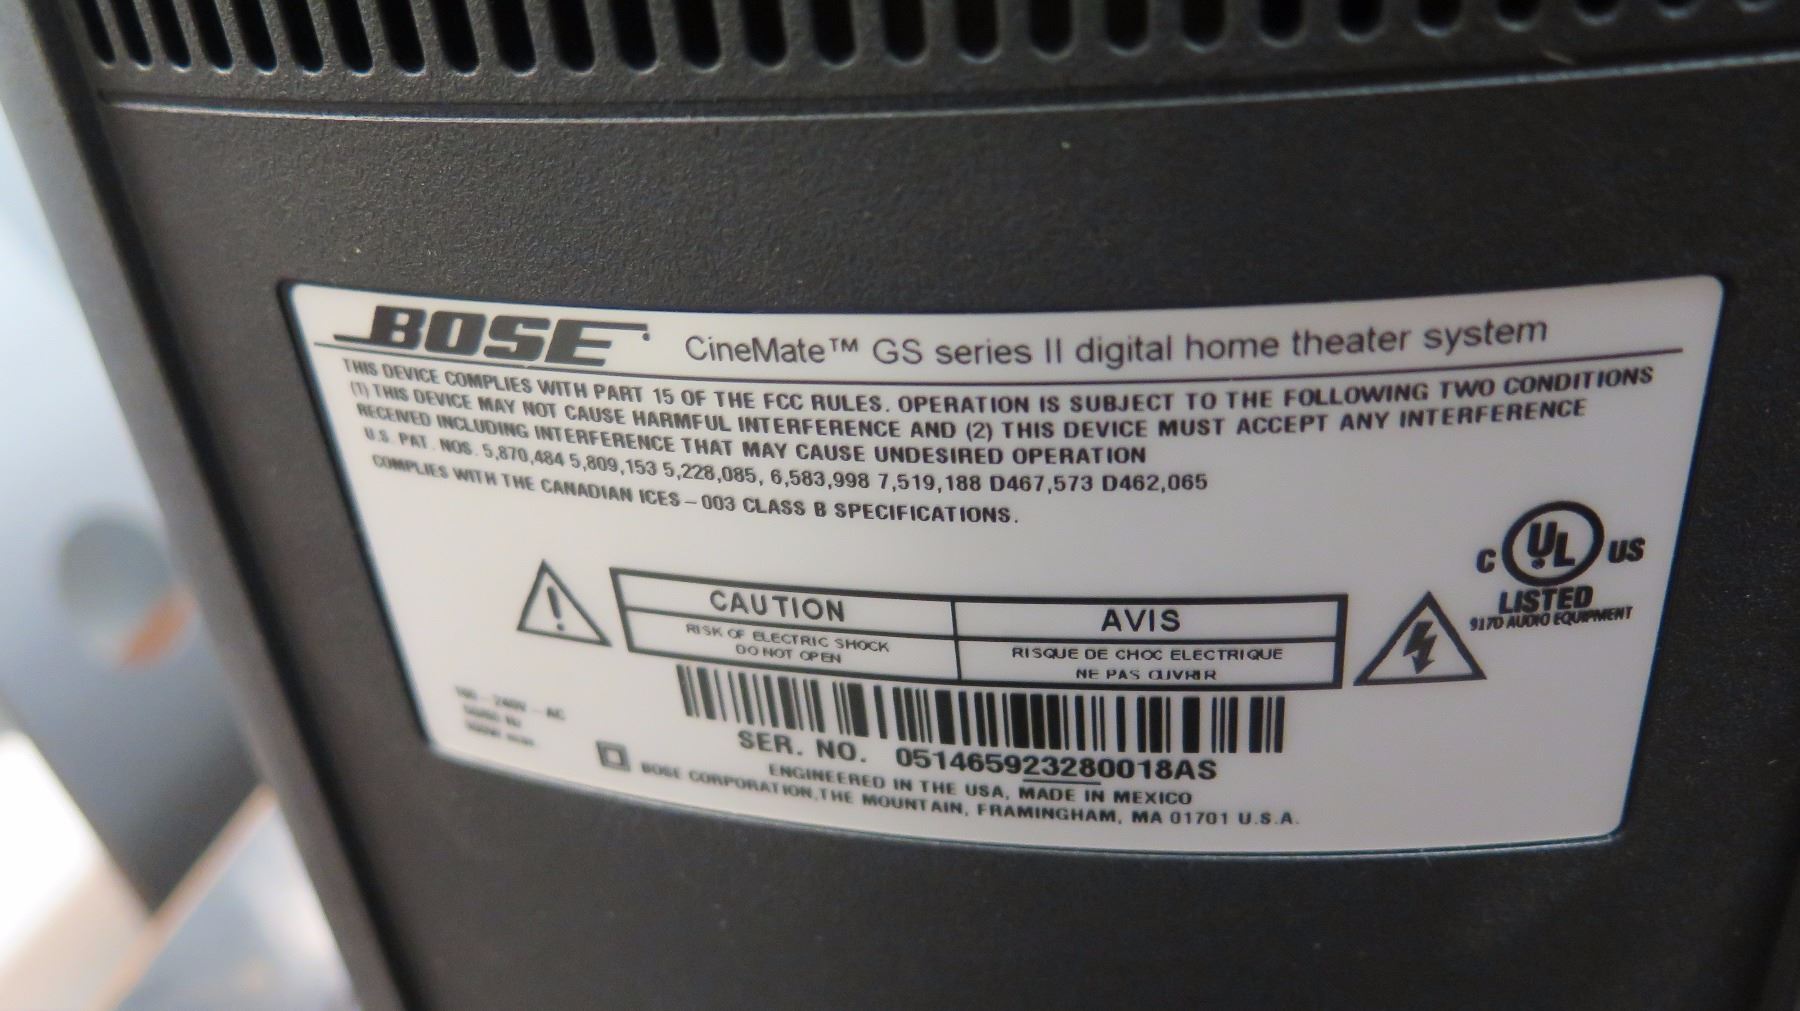 BOSE CineMate™ GS series II digital home theater system
THIS DEVICE COMPLIES WITH PART 15 OF THE FCC RULES. OPERATION IS SUBJECT TO THE FOLLOWING TWO CONDITIONS
(1) THIS DEVICE MAY NOT CAUSE HARMFUL INTERFERENCE AND (2) THIS DEVICE MUST ACCEPT ANY INTERFERENCE
RECEIVED INCLUDING INTERFERENCE THAT MAY CAUSE UNDESIRED OPERATION
U.S. PAT. NOS. 5,870,484 5,809,153 5,228,085, 6,583,998 7,519,188 D467,573 D462,065
COMPLIES WITH THE CANADIAN ICES-003 CLASS B SPECIFICATIONS.
C UL US
LISTED
917D AUDIO EQUIPMENT
CAUTION
RISK OF ELECTRIC SHOCK
DO NOT OPEN
AVIS
RISQUE DE CHOC ELECTRIQUE
NE PAS OUVRIR
100-240V-AC
SER. NO. 051465923280018AS
ENGINEERED IN THE USA, MADE IN MEXICO
BOSE CORPORATION, THE MOUNTAIN, FRAMINGHAM, MA 01701 U.S.A.